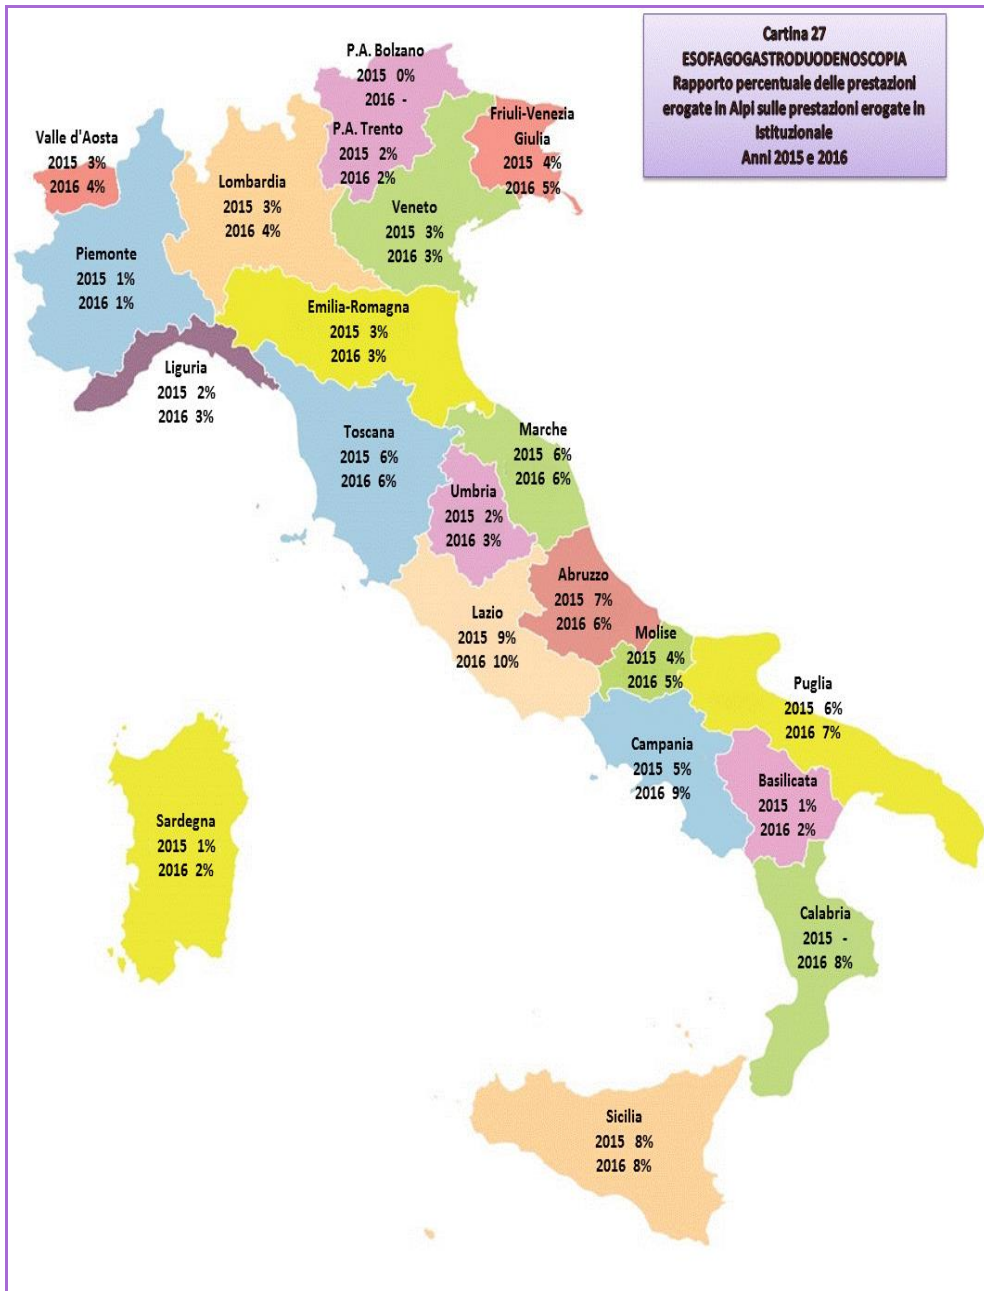 Cartina 27
ESOFAGOGASTRODUODENOSCOPIA
Rapporto percentuale delle prestazioni
erogate in Alpi sulle prestazioni erogate in
Istituzionale
Anni 2015 e 2016
P.A. Bolzano
2015 0%
2016 -
P.A. Trento
2015 2%
2016 2%
Friuli-Venezia
Giulia
2015 4%
2016 5%
Valle d'Aosta
2015 3%
2016 4%
Lombardia
2015 3%
2016 4%
Veneto
2015 3%
2016 3%
Piemonte
2015 1%
2016 1%
Emilia-Romagna
2015 3%
2016 3%
Liguria
2015 2%
2016 3%
Toscana
2015 6%
2016 6%
Marche
2015 6%
2016 6%
Umbria
2015 2%
2016 3%
Abruzzo
2015 7%
2016 6%
Lazio
2015 9%
2016 10%
Molise
2015 4%
2016 5%
Puglia
2015 6%
2016 7%
Campania
2015 5%
2016 9%
Basilicata
2015 1%
2016 2%
Sardegna
2015 1%
2016 2%
Calabria
2015 -
2016 8%
Sicilia
2015 8%
2016 8%